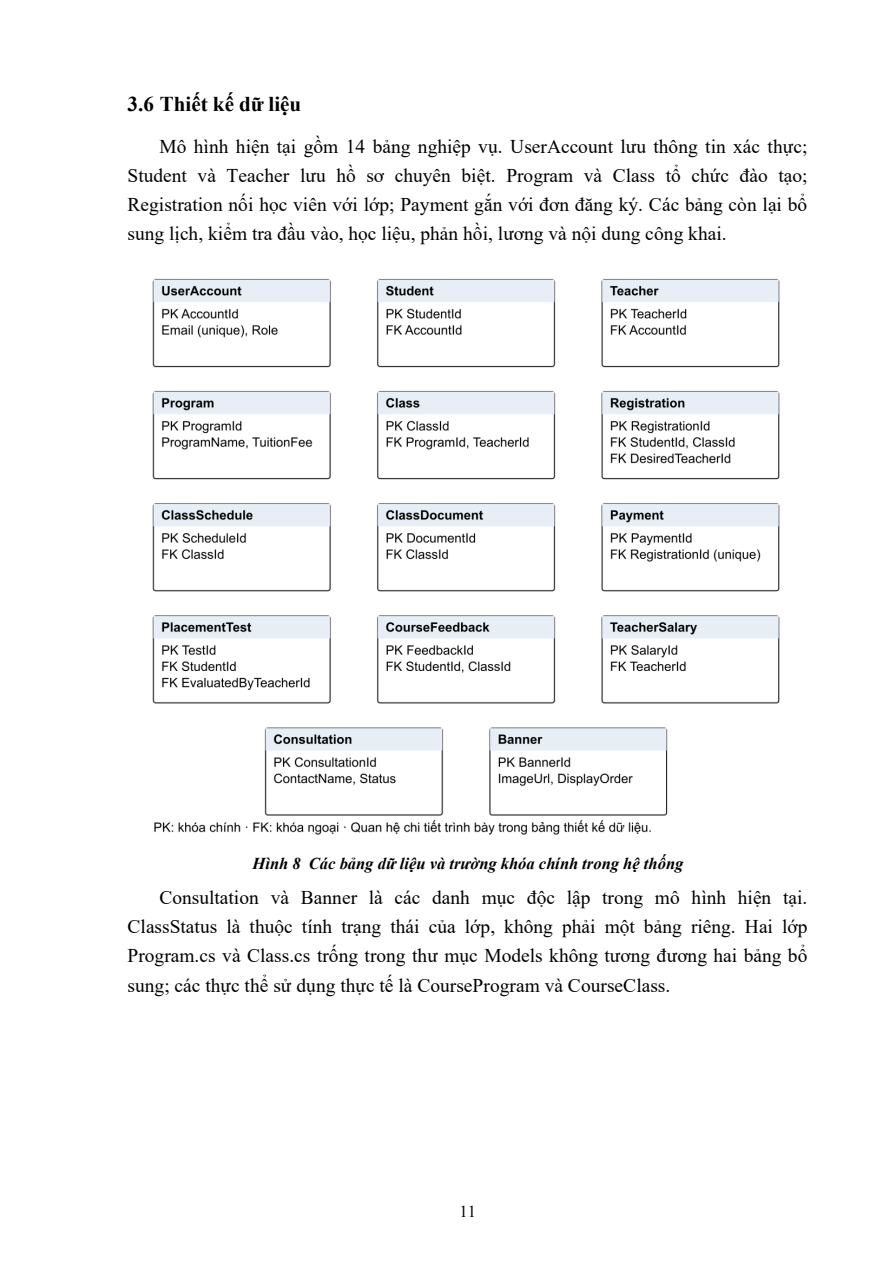 3.6 Thiết kế dữ liệu
Mô hình hiện tại gồm 14 bảng nghiệp vụ. UserAccount lưu thông tin xác thực;
Student và Teacher lưu hồ sơ chuyên biệt. Program và Class tổ chức đào tạo;
Registration nối học viên với lớp; Payment gắn với đơn đăng ký. Các bảng còn lại bổ
sung lịch, kiểm tra đầu vào, học liệu, phản hồi, lương và nội dung công khai.
UserAccount
PK AccountId
Email (unique), Role
Student
PK StudentId
FK AccountId
Teacher
PK TeacherId
FK AccountId
Program
PK ProgramId
ProgramName, TuitionFee
Class
PK ClassId
FK ProgramId, TeacherId
Registration
PK RegistrationId
FK StudentId, ClassId
FK DesiredTeacherId
ClassSchedule
PK ScheduleId
FK ClassId
ClassDocument
PK DocumentId
FK ClassId
Payment
PK PaymentId
FK RegistrationId (unique)
PlacementTest
PK TestId
FK StudentId
FK EvaluatedByTeacherId
CourseFeedback
PK FeedbackId
FK StudentId, ClassId
TeacherSalary
PK SalaryId
FK TeacherId
Consultation
PK ConsultationId
ContactName, Status
Banner
PK BannerId
ImageUrl, DisplayOrder
PK: khóa chính · FK: khóa ngoại · Quan hệ chi tiết trình bày trong bảng thiết kế dữ liệu.
Hình 8 Các bảng dữ liệu và trường khóa chính trong hệ thống
Consultation và Banner là các danh mục độc lập trong mô hình hiện tại.
ClassStatus là thuộc tính trạng thái của lớp, không phải một bảng riêng. Hai lớp
Program.cs và Class.cs trống trong thư mục Models không tương đương hai bảng bổ
sung; các thực thể sử dụng thực tế là CourseProgram và CourseClass.
11